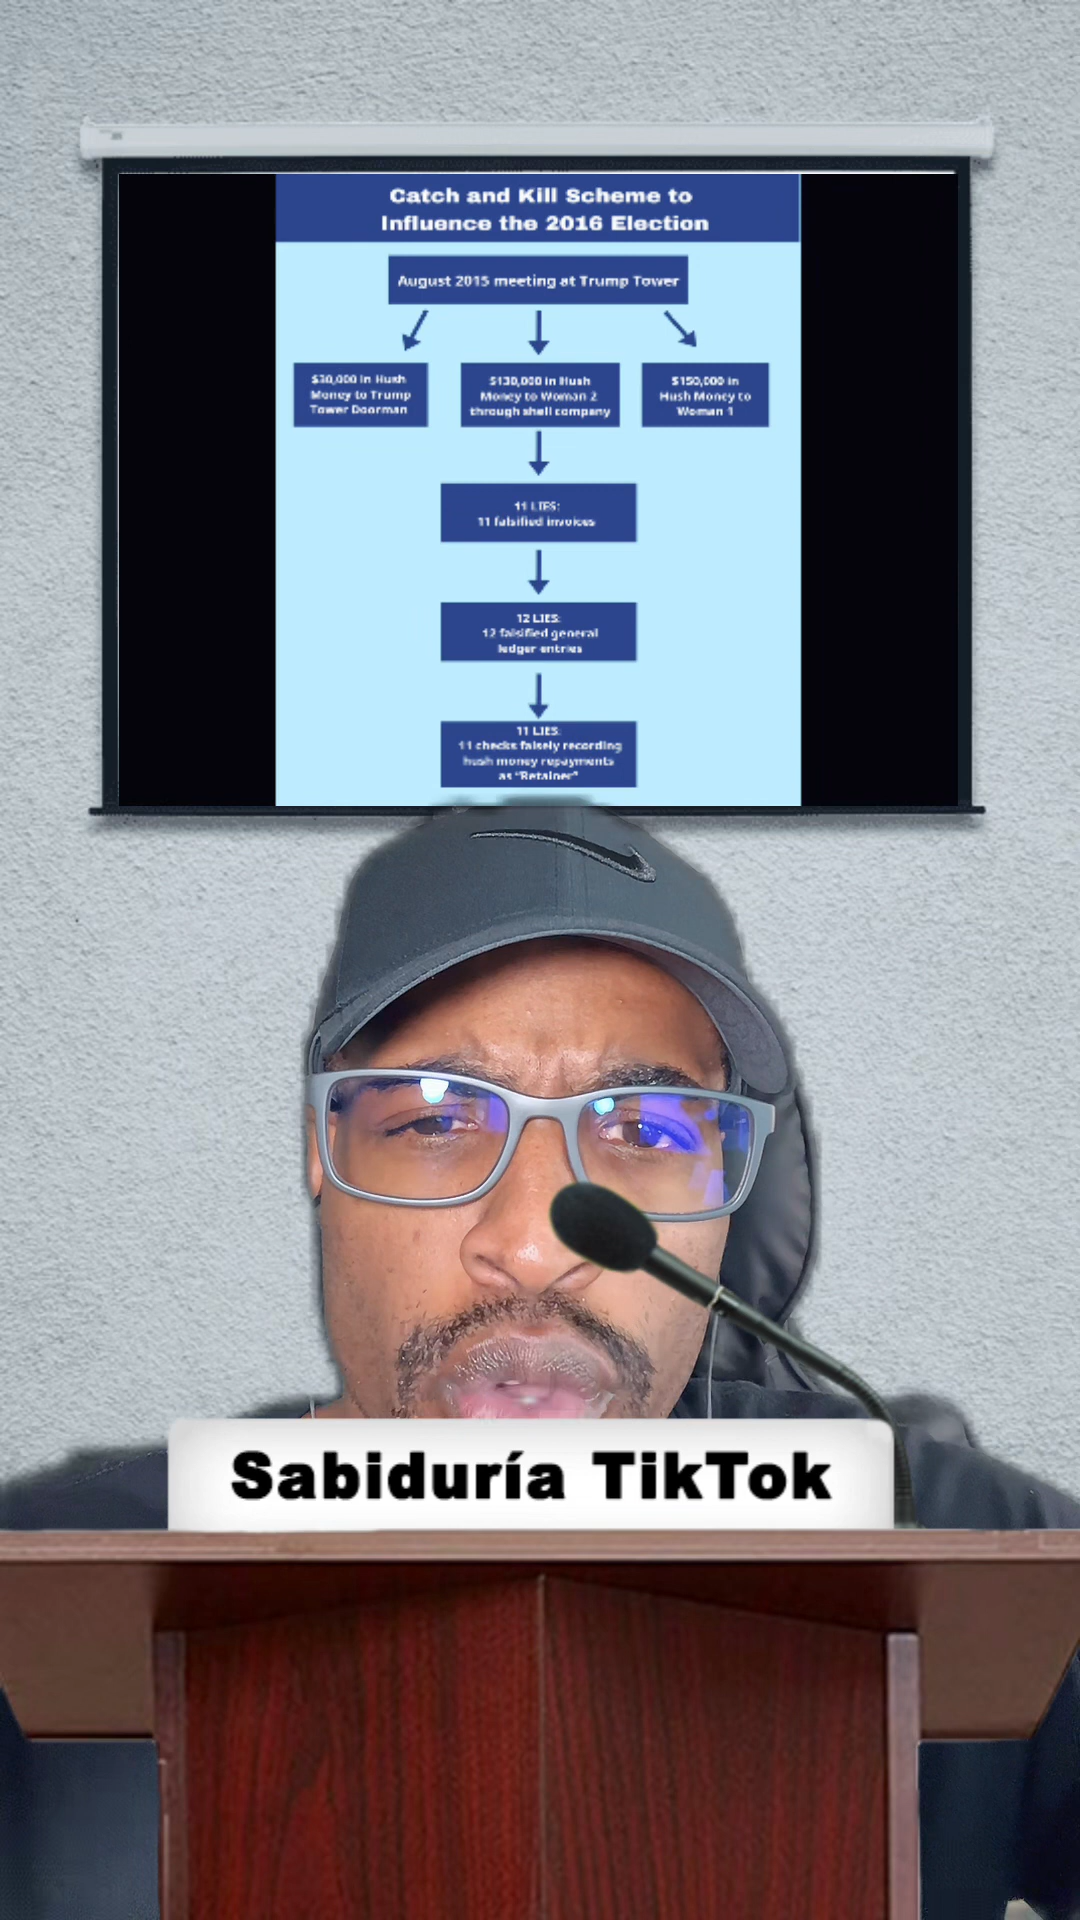 Catch and Kill Scheme to
Influence the 2016 Election
August 2015 meeting at Trump Tower
$30,000 in Hush
Money to Trump
Tower Doorman
$130,000 in Hush
Money to Woman 2
through shell company
$150,000 in
Hush Money to
Woman 1
11 LIES:
11 falsified invoices
12 LIES:
12 falsified general
ledger entries
11 LIES:
11 checks falsely recording
hush money repayments
as "Retainer"
Sabiduría TikTok